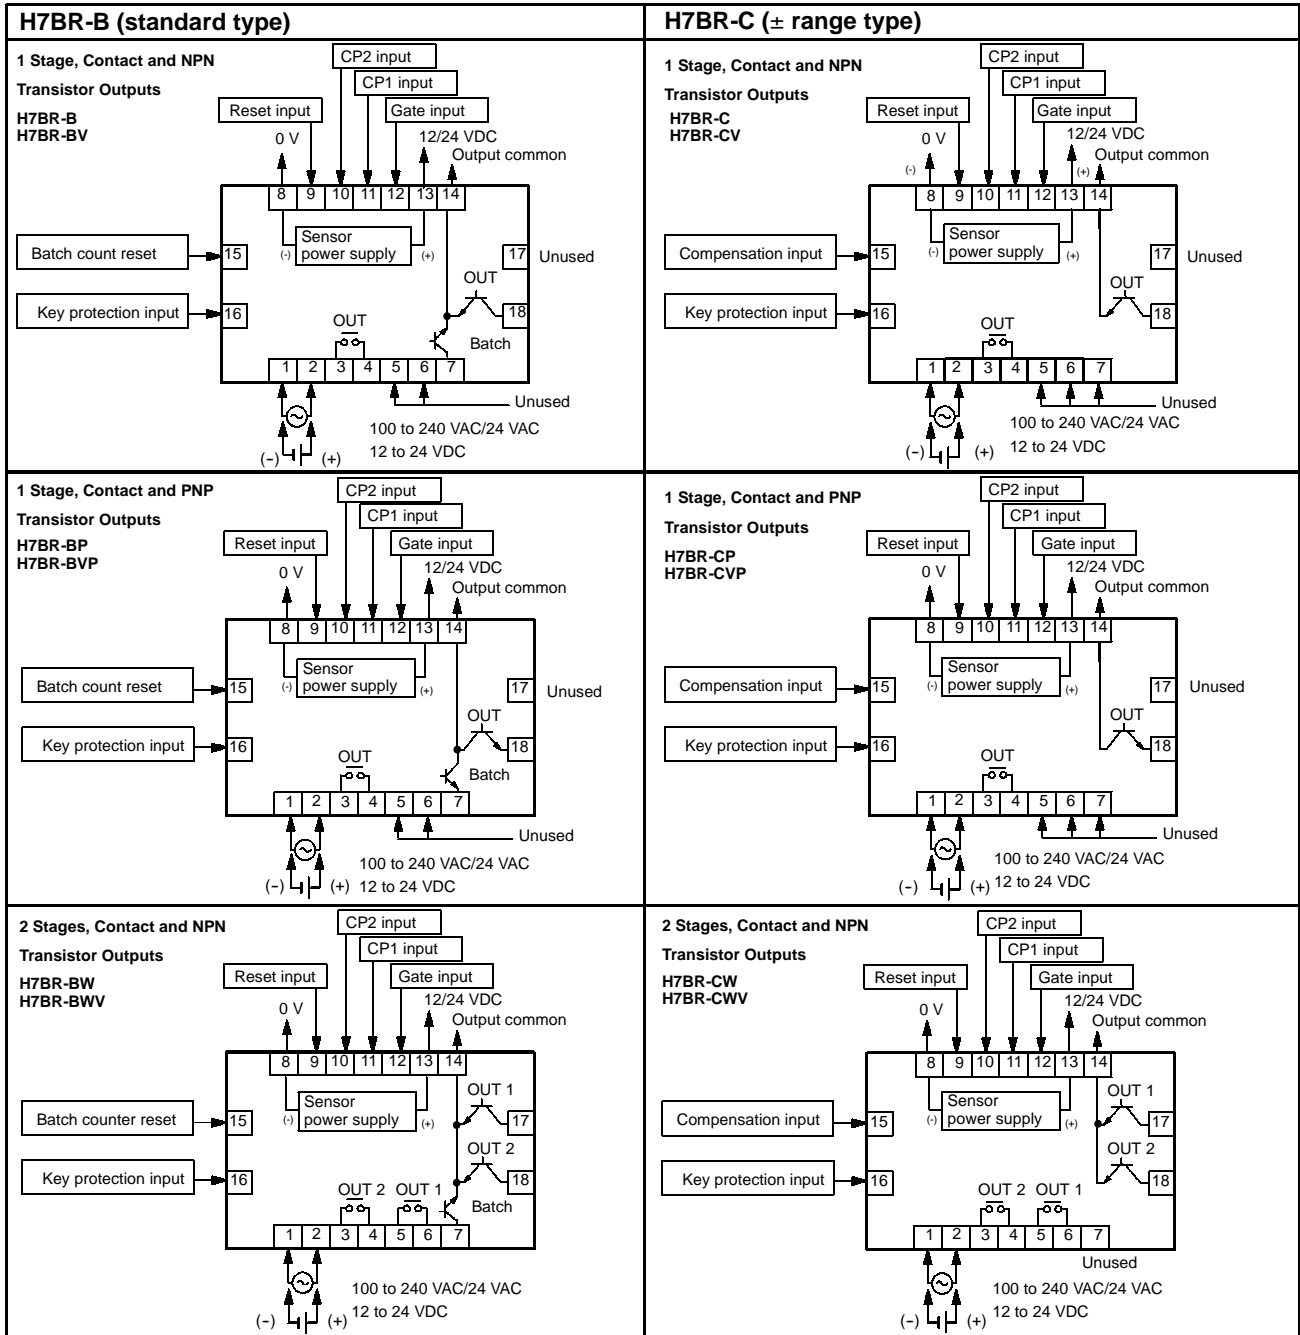 H7BR-B (standard type)
H7BR-C (± range type)
1 Stage, Contact and NPN
Transistor Outputs
H7BR-B
H7BR-BV
CP2 input
CP1 input
Reset input
Gate input
0 V
12/24 VDC
Output common
8 9 10 11 12 13 14
Sensor
power supply
(-)
(+)
Batch count reset
15
17
Unused
OUT
Key protection input
16
18
OUT
Batch
1 2 3 4 5 6 7
Unused
100 to 240 VAC/24 VAC
12 to 24 VDC
(−)
(+)
1 Stage, Contact and NPN
Transistor Outputs
H7BR-C
H7BR-CV
CP2 input
CP1 input
Reset input
Gate input
0 V
12/24 VDC
Output common
(-)
(+)
8 9 10 11 12 13 14
Sensor
power supply
(-)
(+)
Compensation input
15
17
Unused
OUT
Key protection input
16
18
OUT
1 2 3 4 5 6 7
Unused
100 to 240 VAC/24 VAC
12 to 24 VDC
(−)
(+)
1 Stage, Contact and PNP
Transistor Outputs
H7BR-BP
H7BR-BVP
CP2 input
CP1 input
Reset input
Gate input
0 V
12/24 VDC
Output common
8 9 10 11 12 13 14
Sensor
power supply
(-)
(+)
Batch count reset
15
17
Unused
OUT
Key protection input
16
18
OUT
Batch
1 2 3 4 5 6 7
Unused
100 to 240 VAC/24 VAC
12 to 24 VDC
(−)
(+)
1 Stage, Contact and PNP
Transistor Outputs
H7BR-CP
H7BR-CVP
CP2 input
CP1 input
Reset input
Gate input
0 V
12/24 VDC
Output common
8 9 10 11 12 13 14
Sensor
power supply
(-)
(+)
Compensation input
15
17
Unused
OUT
Key protection input
16
18
OUT
1 2 3 4 5 6 7
Unused
100 to 240 VAC/24 VAC
12 to 24 VDC
(−)
(+)
2 Stages, Contact and NPN
Transistor Outputs
H7BR-BW
H7BR-BWV
CP2 input
CP1 input
Reset input
Gate input
0 V
12/24 VDC
Output common
8 9 10 11 12 13 14
Sensor
power supply
(-)
(+)
OUT 1
Batch counter reset
15
17
OUT 2
Key protection input
16
18
OUT 2 OUT 1
Batch
1 2 3 4 5 6 7
100 to 240 VAC/24 VAC
12 to 24 VDC
(−)
(+)
2 Stages, Contact and NPN
Transistor Outputs
H7BR-CW
H7BR-CWV
CP2 input
CP1 input
Reset input
Gate input
0 V
12/24 VDC
Output common
8 9 10 11 12 13 14
Sensor
power supply
(-)
(+)
OUT 1
Compensation input
15
17
OUT 2
Key protection input
16
18
OUT 2 OUT 1
1 2 3 4 5 6 7
Unused
100 to 240 VAC/24 VAC
12 to 24 VDC
(−)
(+)